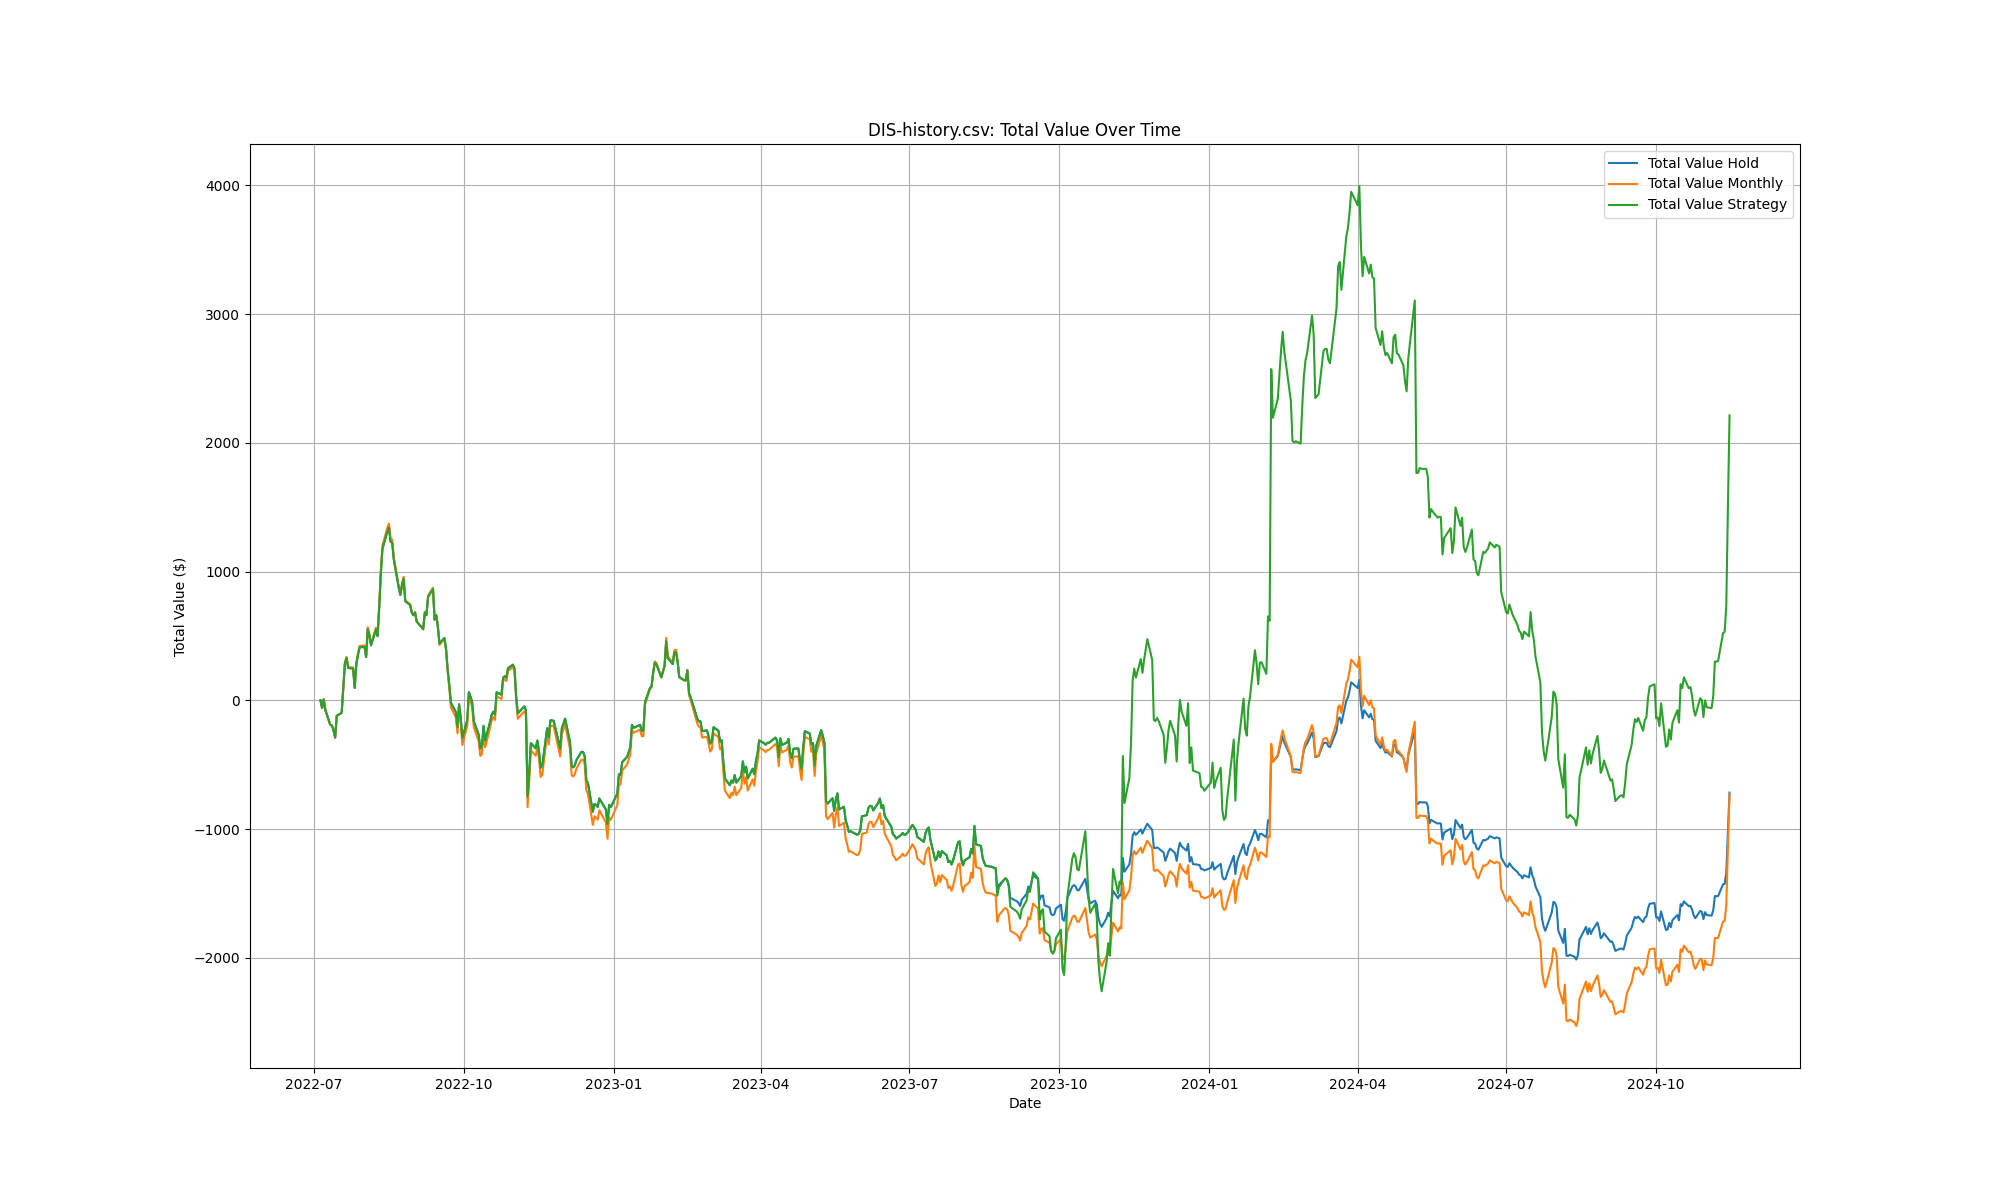 DIS-history.csv: Total Value Over Time
Total Value Hold
Total Value Monthly
Total Value Strategy
Total Value ($)
4000
3000
2000
1000
0
−1000
−2000
2022-07 2022-10 2023-01 2023-04 2023-07 2023-10 2024-01 2024-04 2024-07 2024-10
Date